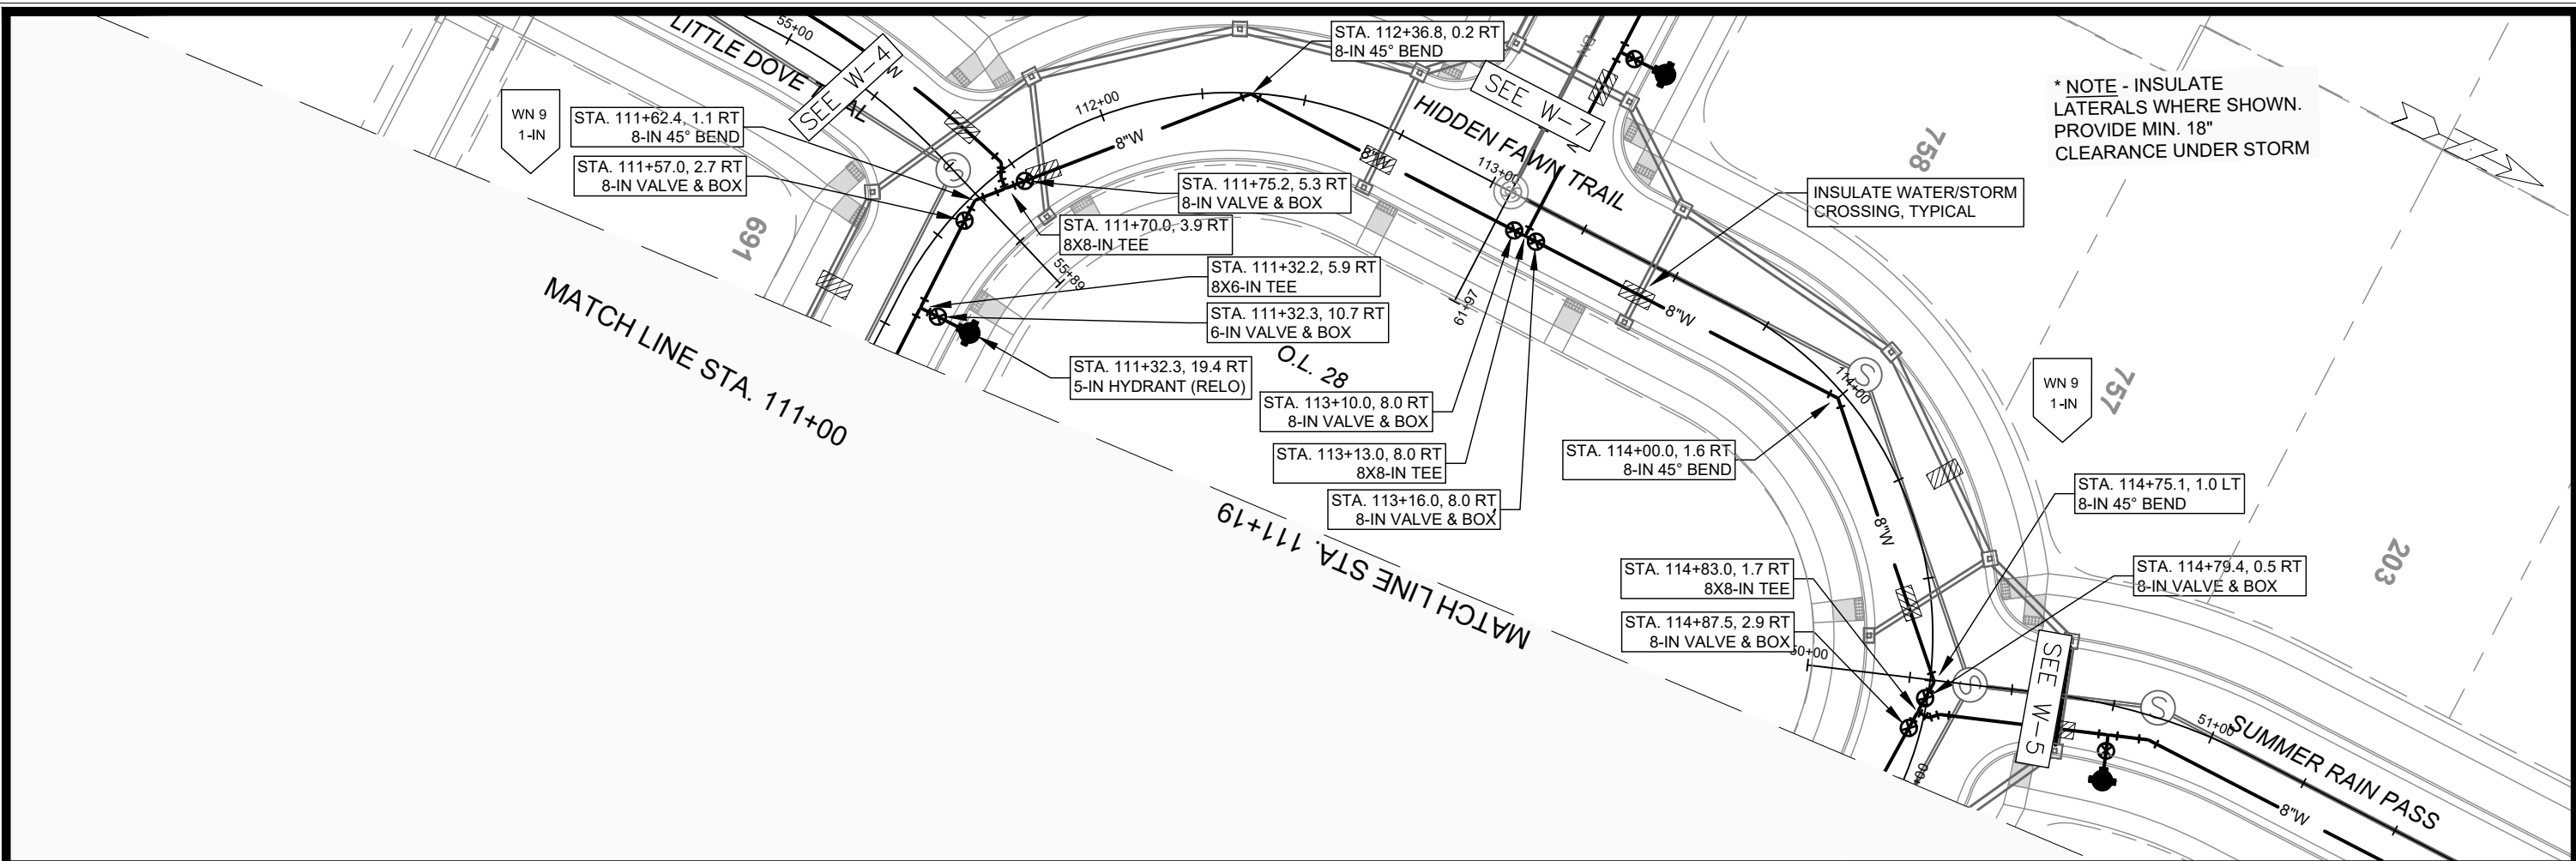 LITTLE DOVE
55+00
SEE W-4
W
WN 9
1-IN
STA. 111+62.4, 1.1 RT
8-IN 45° BEND
STA. 111+57.0, 2.7 RT
8-IN VALVE & BOX
691
112+00
8"W
STA. 112+36.8, 0.2 RT
8-IN 45° BEND
STA. 111+75.2, 5.3 RT
8-IN VALVE & BOX
STA. 111+70.0, 3.9 RT
8X8-IN TEE
55+89
STA. 111+32.2, 5.9 RT
8X6-IN TEE
STA. 111+32.3, 10.7 RT
6-IN VALVE & BOX
STA. 111+32.3, 19.4 RT
5-IN HYDRANT (RELO)
O.L. 28
MATCH LINE STA. 111+00
MATCH LINE STA. 111+19
8"W
HIDDEN FAWN TRAIL
SEE W-7
113+00
61+97
STA. 113+10.0, 8.0 RT
8-IN VALVE & BOX
STA. 113+13.0, 8.0 RT
8X8-IN TEE
STA. 113+16.0, 8.0 RT
8-IN VALVE & BOX
S
8"W
INSULATE WATER/STORM
CROSSING, TYPICAL
758
* NOTE - INSULATE
LATERALS WHERE SHOWN.
PROVIDE MIN. 18"
CLEARANCE UNDER STORM
S
114+00
STA. 114+00.0, 1.6 RT
8-IN 45° BEND
WN 9
1-IN
757
8"W
STA. 114+75.1, 1.0 LT
8-IN 45° BEND
STA. 114+79.4, 0.5 RT
8-IN VALVE & BOX
203
STA. 114+83.0, 1.7 RT
8X8-IN TEE
STA. 114+87.5, 2.9 RT
8-IN VALVE & BOX
50+00
S
SEE W-5
S
51+00
SUMMER RAIN PASS
8"W